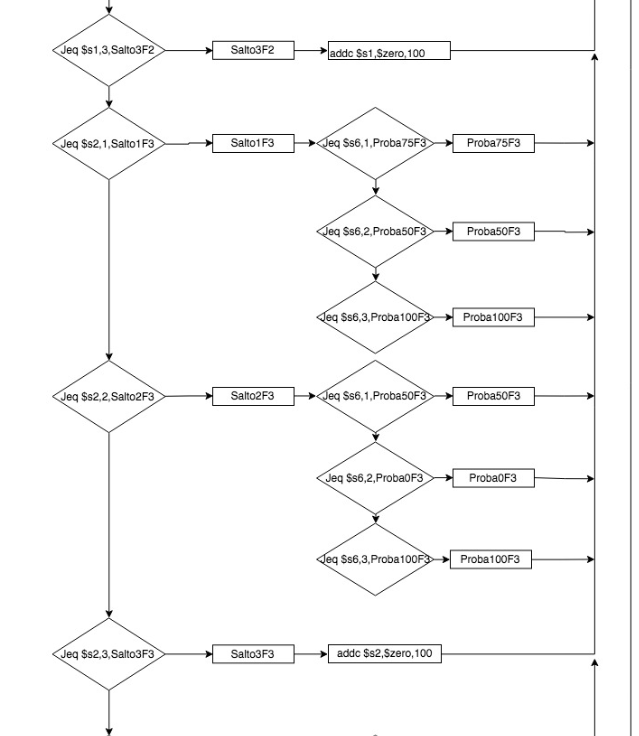 Jeq $s1,3,Salto3F2
Salto3F2
addc $s1,$zero,100
Jeq $s2,1,Salto1F3
Salto1F3
Jeq $s6,1,Proba75F3
Proba75F3
Jeq $s6,2,Proba50F3
Proba50F3
Jeq $s6,3,Proba100F3
Proba100F3
Jeq $s2,2,Salto2F3
Salto2F3
Jeq $s6,1,Proba50F3
Proba50F3
Jeq $s6,2,Proba0F3
Proba0F3
Jeq $s6,3,Proba100F3
Proba100F3
Jeq $s2,3,Salto3F3
Salto3F3
addc $s2,$zero,100